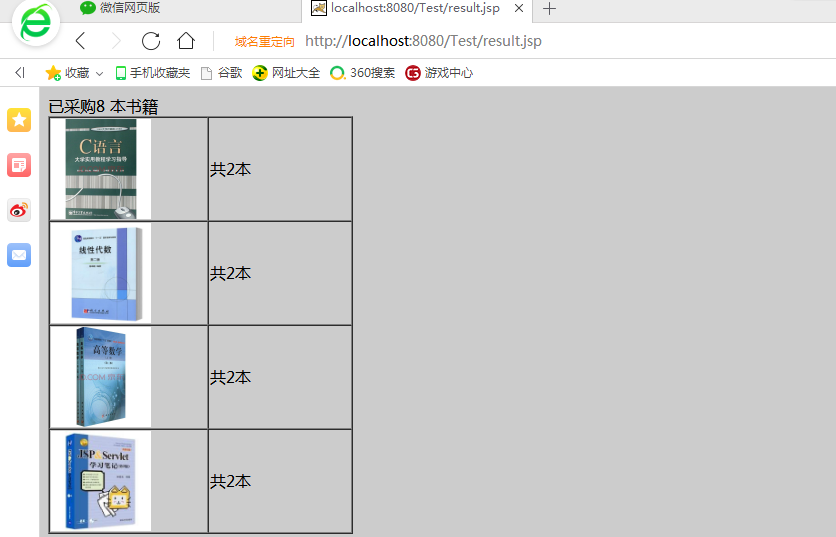 微信网页版
localhost:8080/Test/result.jsp
域名重定向 http://localhost:8080/Test/result.jsp
收藏 手机收藏夹 谷歌 网址大全 360搜索 游戏中心
已采购8 本书籍
C语言
大学实用教程学习指导
共2本
线性代数
共2本
高等数学
共2本
JSP & Servlet
学习笔记
共2本